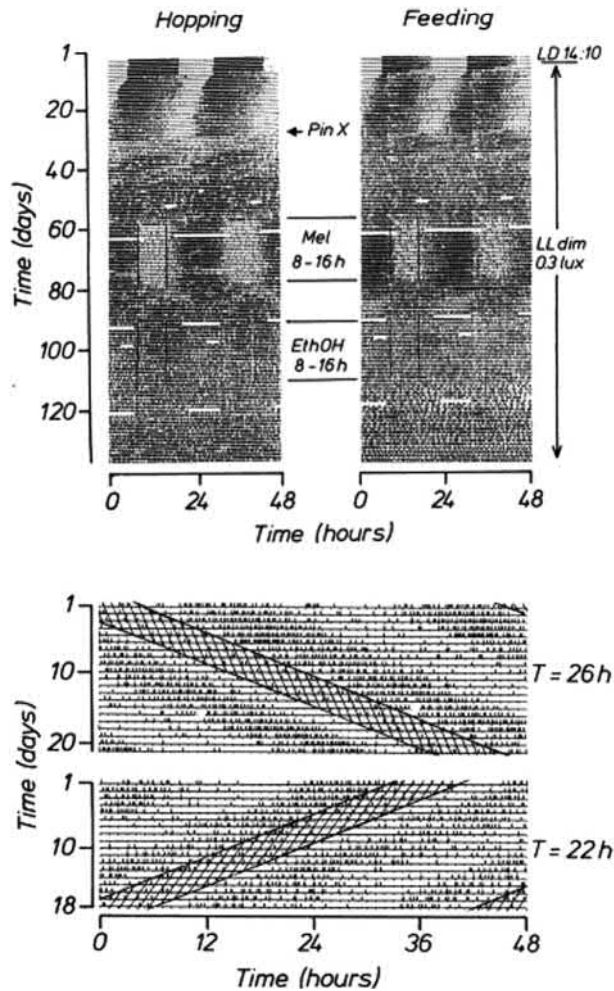 Hopping
Feeding
LD 14:10
1
20
40
60
80
100
120
Time (days)
Pin X
Mel
8-16 h
EthOH
8-16 h
LL dim
0.3 lux
0 24 48
0 24 48
Time (hours)
1
10
20
T = 26 h
1
10
18
T = 22 h
Time (days)
0 12 24 36 48
Time (hours)